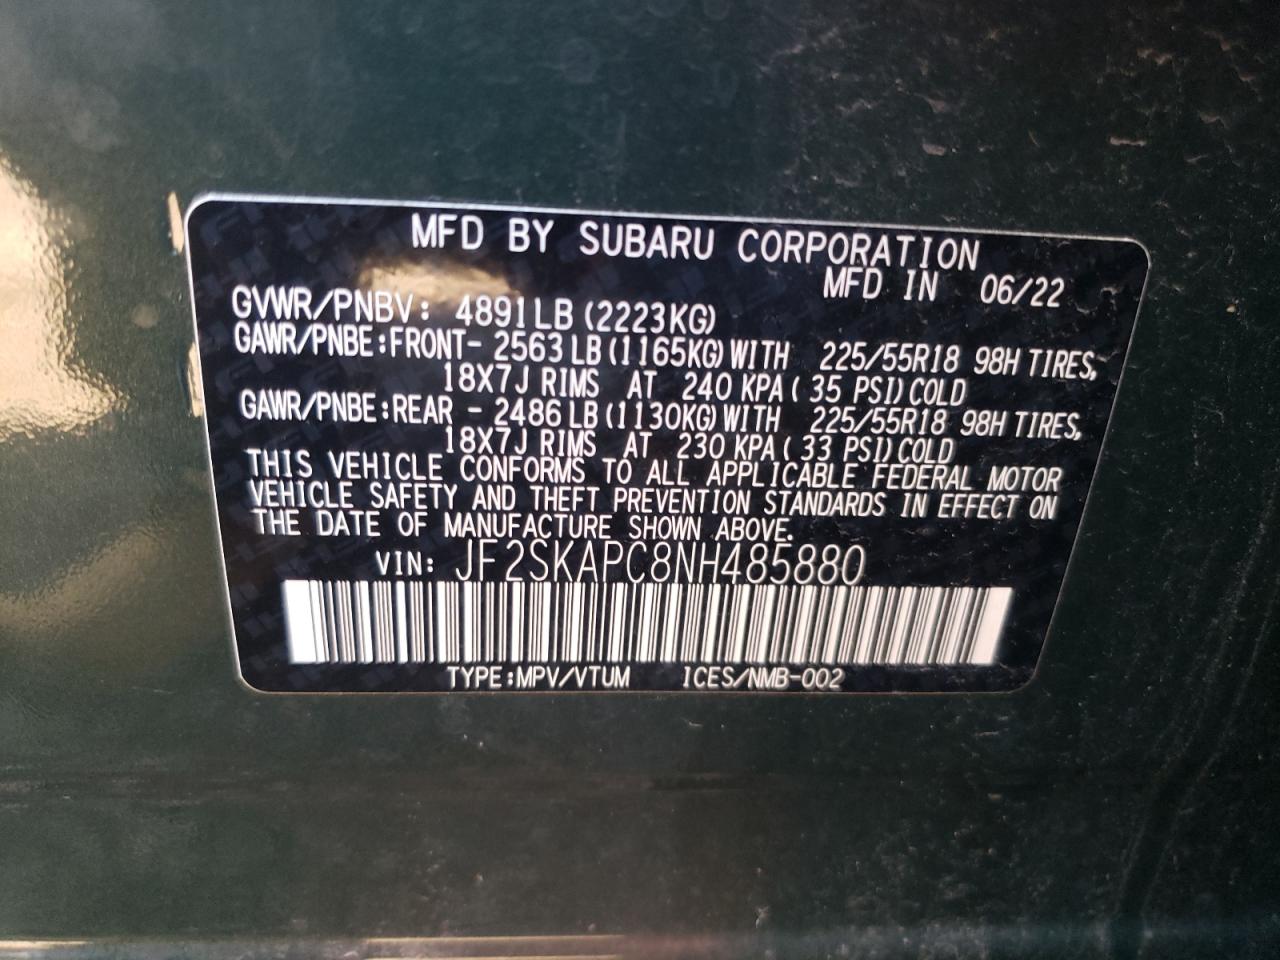 MFD BY SUBARU CORPORATION
MFD IN 06/22
GVWR/PNBV: 4891LB (2223KG)
GAWR/PNBE:FRONT- 2563 LB(1165KG)WITH 225/55R18 98H TIRES,
18X7J RIMS AT 240 KPA( 35 PSI)COLD
GAWR/PNBE:REAR - 2486 LB(1130KG)WITH 225/55R18 98H TIRES,
18X7J RIMS AT 230 KPA( 33 PSI)COLD
THIS VEHICLE CONFORMS TO ALL APPLICABLE FEDERAL MOTOR
VEHICLE SAFETY AND THEFT PREVENTION STANDARDS IN EFFECT ON
THE DATE OF MANUFACTURE SHOWN ABOVE.
VIN: JF2SKAPC8NH485880
TYPE:MPV/VTUM ICES/NMB-002